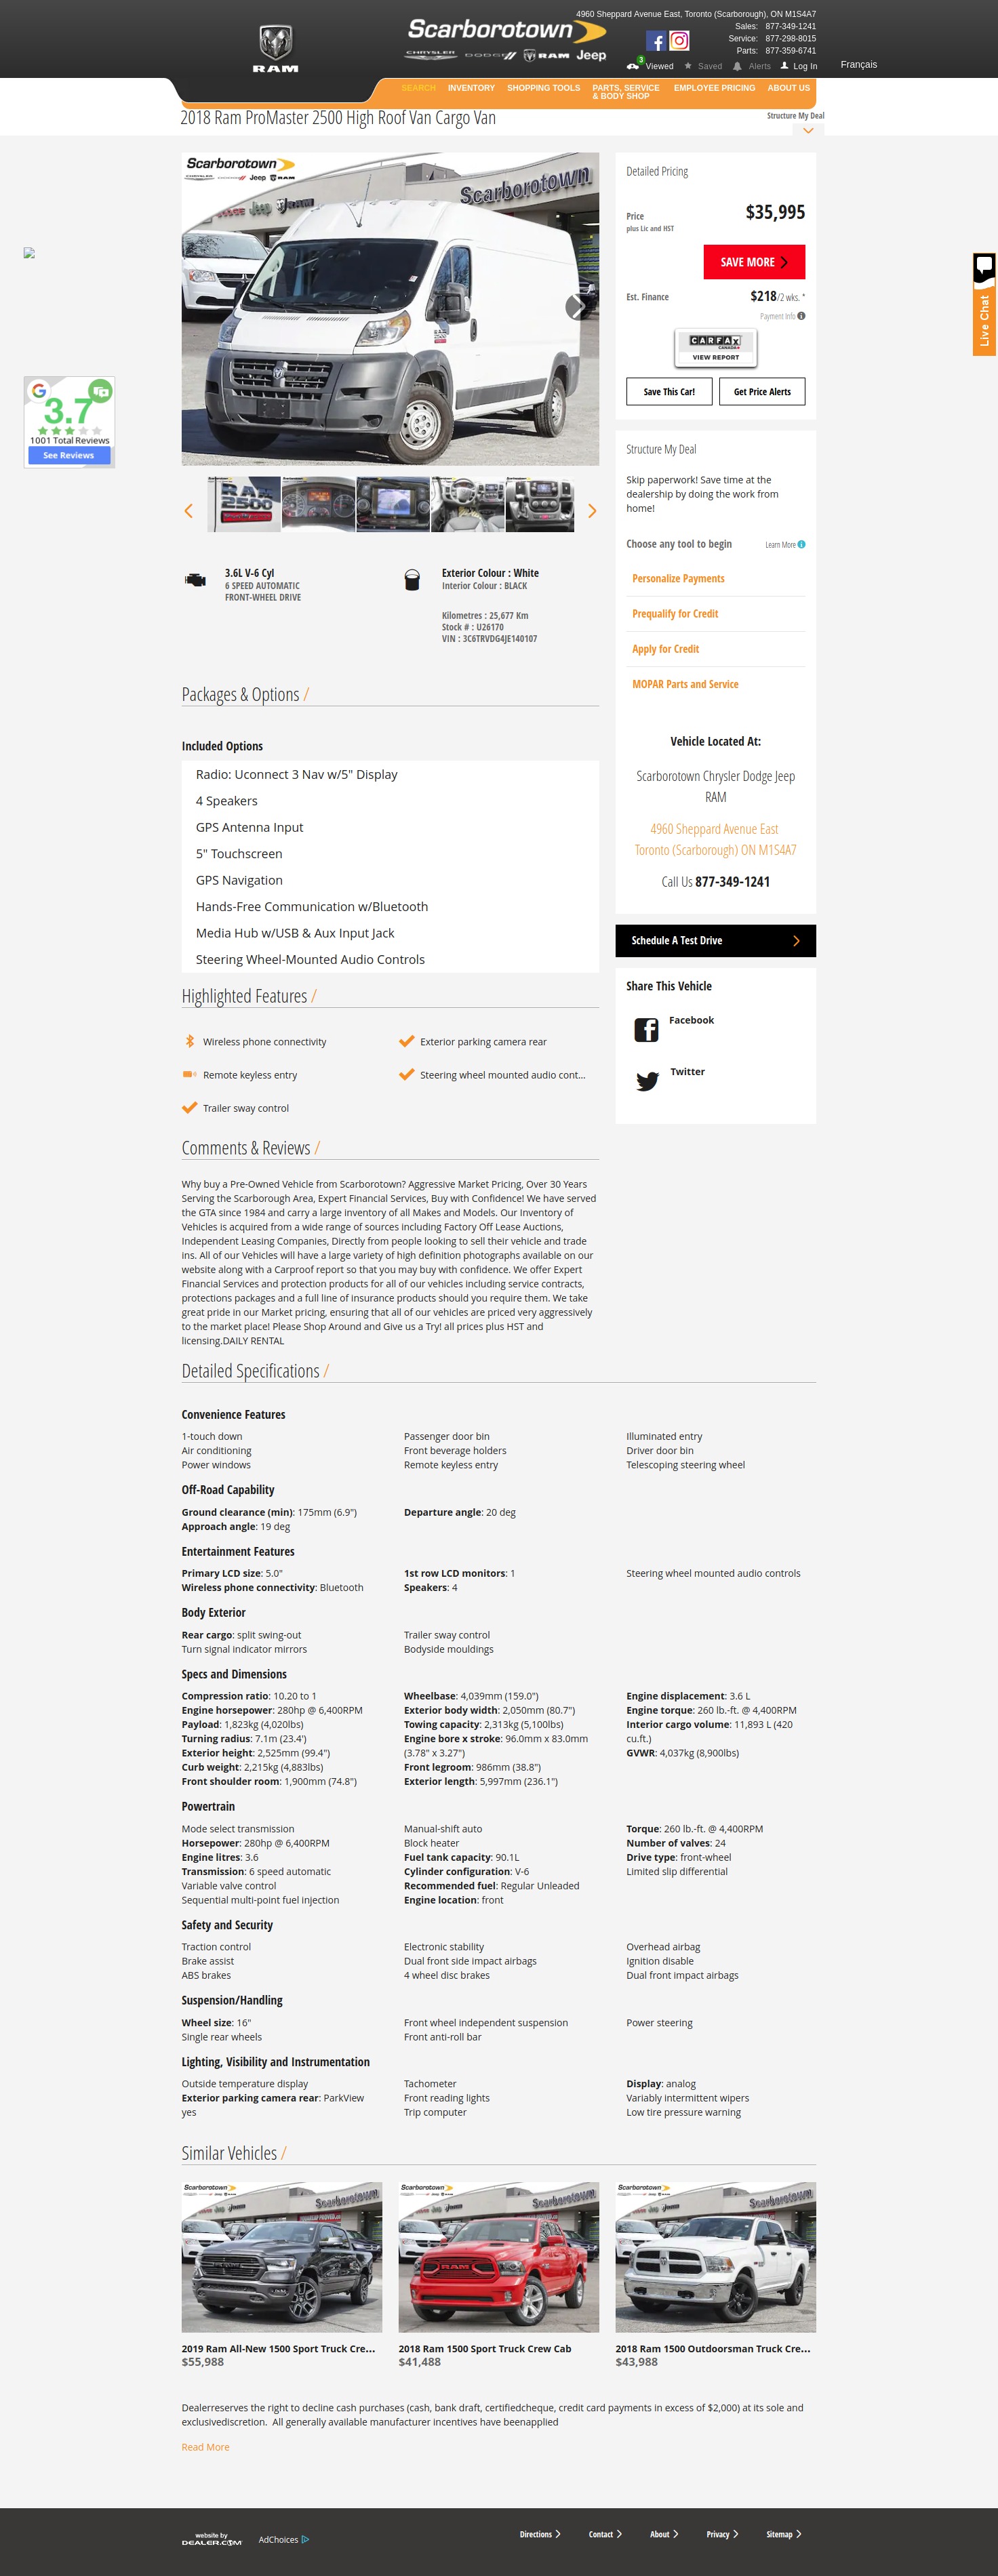 4960 Sheppard Avenue East, Toronto (Scarborough), ON M1S4A7
Sales: 877-349-1241
Service: 877-298-8015
Parts: 877-359-6741
RAM
Scarborotown
CHRYSLER DODGE RAM Jeep
3 Viewed Saved Alerts Log In Français
SEARCH INVENTORY SHOPPING TOOLS PARTS, SERVICE & BODY SHOP EMPLOYEE PRICING ABOUT US
2018 Ram ProMaster 2500 High Roof Van Cargo Van
Structure My Deal
Live Chat
3.7
1001 Total Reviews
See Reviews
Detailed Pricing
Price $35,995
plus Lic and HST
SAVE MORE
Est. Finance $218/2 wks. *
Payment Info
CARFAX CANADA
VIEW REPORT
Save This Car! Get Price Alerts
Structure My Deal
Skip paperwork! Save time at the
dealership by doing the work from
home!
Choose any tool to begin Learn More
Personalize Payments
Prequalify for Credit
Apply for Credit
MOPAR Parts and Service
Vehicle Located At:
Scarborotown Chrysler Dodge Jeep
RAM
4960 Sheppard Avenue East
Toronto (Scarborough) ON M1S4A7
Call Us 877-349-1241
Schedule A Test Drive
Share This Vehicle
Facebook
Twitter
3.6L V-6 Cyl
6 SPEED AUTOMATIC
FRONT-WHEEL DRIVE
Exterior Colour : White
Interior Colour : BLACK
Kilometres : 25,677 Km
Stock # : U26170
VIN : 3C6TRVDG4JE140107
Packages & Options /
Included Options
Radio: Uconnect 3 Nav w/5" Display
4 Speakers
GPS Antenna Input
5" Touchscreen
GPS Navigation
Hands-Free Communication w/Bluetooth
Media Hub w/USB & Aux Input Jack
Steering Wheel-Mounted Audio Controls
Highlighted Features /
Wireless phone connectivity Exterior parking camera rear
Remote keyless entry Steering wheel mounted audio cont...
Trailer sway control
Comments & Reviews /
Why buy a Pre-Owned Vehicle from Scarborotown? Aggressive Market Pricing, Over 30 Years
Serving the Scarborough Area, Expert Financial Services, Buy with Confidence! We have served
the GTA since 1984 and carry a large inventory of all Makes and Models. Our Inventory of
Vehicles is acquired from a wide range of sources including Factory Off Lease Auctions,
Independent Leasing Companies, Directly from people looking to sell their vehicle and trade
ins. All of our Vehicles will have a large variety of high definition photographs available on our
website along with a Carproof report so that you may buy with confidence. We offer Expert
Financial Services and protection products for all of our vehicles including service contracts,
protections packages and a full line of insurance products should you require them. We take
great pride in our Market pricing, ensuring that all of our vehicles are priced very aggressively
to the market place! Please Shop Around and Give us a Try! all prices plus HST and
licensing.DAILY RENTAL
Detailed Specifications /
Convenience Features
1-touch down Passenger door bin Illuminated entry
Air conditioning Front beverage holders Driver door bin
Power windows Remote keyless entry Telescoping steering wheel
Off-Road Capability
Ground clearance (min): 175mm (6.9") Departure angle: 20 deg
Approach angle: 19 deg
Entertainment Features
Primary LCD size: 5.0" 1st row LCD monitors: 1 Steering wheel mounted audio controls
Wireless phone connectivity: Bluetooth Speakers: 4
Body Exterior
Rear cargo: split swing-out Trailer sway control
Turn signal indicator mirrors Bodyside mouldings
Specs and Dimensions
Compression ratio: 10.20 to 1 Wheelbase: 4,039mm (159.0") Engine displacement: 3.6 L
Engine horsepower: 280hp @ 6,400RPM Exterior body width: 2,050mm (80.7") Engine torque: 260 lb.-ft. @ 4,400RPM
Payload: 1,823kg (4,020lbs) Towing capacity: 2,313kg (5,100lbs) Interior cargo volume: 11,893 L (420
Turning radius: 7.1m (23.4') Engine bore x stroke: 96.0mm x 83.0mm cu.ft.)
Exterior height: 2,525mm (99.4") (3.78" x 3.27") GVWR: 4,037kg (8,900lbs)
Curb weight: 2,215kg (4,883lbs) Front legroom: 986mm (38.8")
Front shoulder room: 1,900mm (74.8") Exterior length: 5,997mm (236.1")
Powertrain
Mode select transmission Manual-shift auto Torque: 260 lb.-ft. @ 4,400RPM
Horsepower: 280hp @ 6,400RPM Block heater Number of valves: 24
Engine litres: 3.6 Fuel tank capacity: 90.1L Drive type: front-wheel
Transmission: 6 speed automatic Cylinder configuration: V-6 Limited slip differential
Variable valve control Recommended fuel: Regular Unleaded
Sequential multi-point fuel injection Engine location: front
Safety and Security
Traction control Electronic stability Overhead airbag
Brake assist Dual front side impact airbags Ignition disable
ABS brakes 4 wheel disc brakes Dual front impact airbags
Suspension/Handling
Wheel size: 16" Front wheel independent suspension Power steering
Single rear wheels Front anti-roll bar
Lighting, Visibility and Instrumentation
Outside temperature display Tachometer Display: analog
Exterior parking camera rear: ParkView Front reading lights Variably intermittent wipers
yes Trip computer Low tire pressure warning
Similar Vehicles /
2019 Ram All-New 1500 Sport Truck Cre... 2018 Ram 1500 Sport Truck Crew Cab 2018 Ram 1500 Outdoorsman Truck Cre...
$55,988 $41,488 $43,988
Dealerreserves the right to decline cash purchases (cash, bank draft, certifiedcheque, credit card payments in excess of $2,000) at its sole and
exclusivediscretion. All generally available manufacturer incentives have beenapplied
Read More
website by
DEALER.COM AdChoices
Directions Contact About Privacy Sitemap